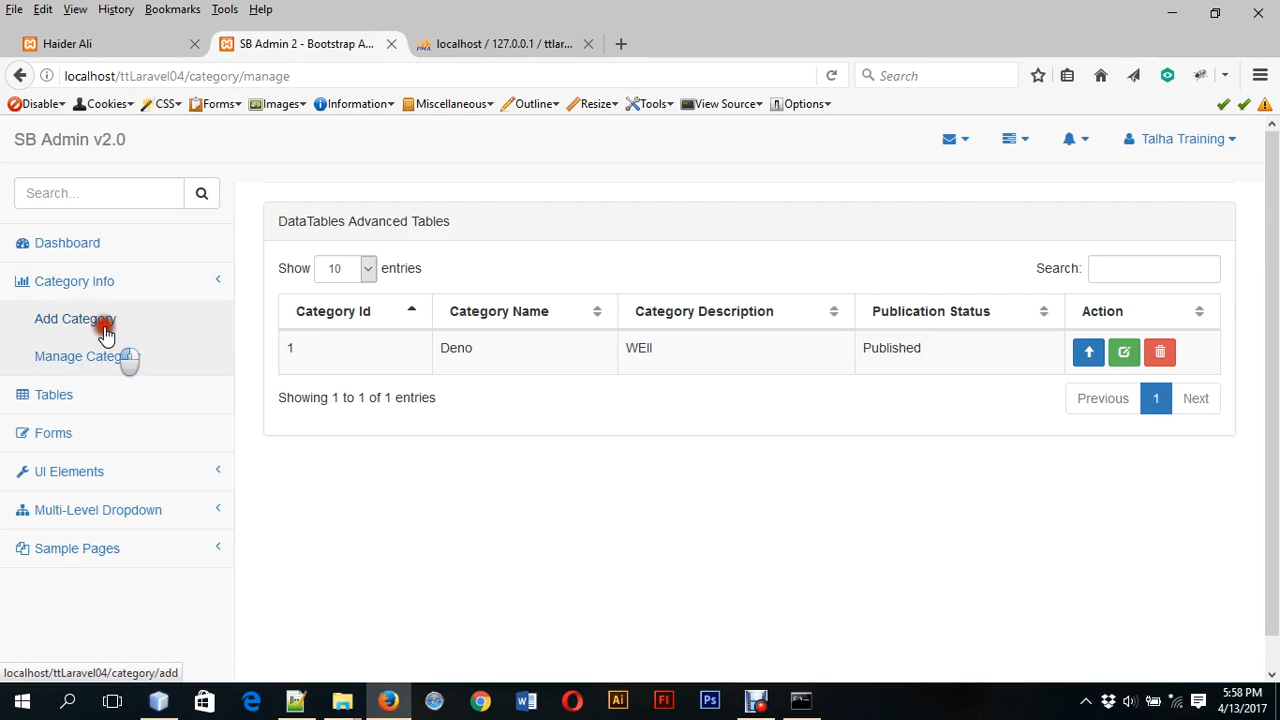 File Edit View History Bookmarks Tools Help
Haider Ali
SB Admin 2 - Bootstrap A...
localhost / 127.0.0.1 / ttlar...
localhost/ttLaravel04/category/manage
Search
Disable Cookies CSS Forms Images Information Miscellaneous Outline Resize Tools View Source Options
SB Admin v2.0
Talha Training
Search...
Dashboard
Category Info
Add Category
Manage Category
Tables
Forms
UI Elements
Multi-Level Dropdown
Sample Pages
DataTables Advanced Tables
Show 10 entries
Search:
Category Id Category Name Category Description Publication Status Action
1 Deno WEll Published
Showing 1 to 1 of 1 entries
Previous 1 Next
localhost/ttLaravel04/category/add
5:58 PM
4/13/2017